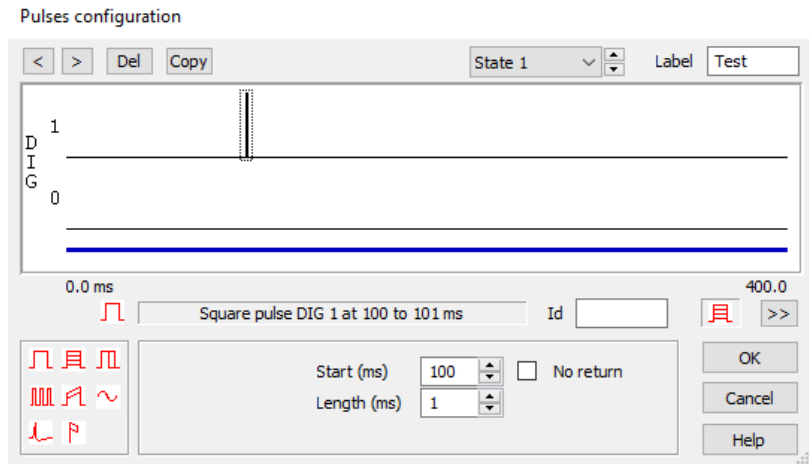 Pulses configuration
< > Del Copy State 1 Label Test
1
DIG
0
0.0 ms 400.0
Square pulse DIG 1 at 100 to 101 ms Id >>
Start (ms) 100 No return OK
Length (ms) 1 Cancel
Help